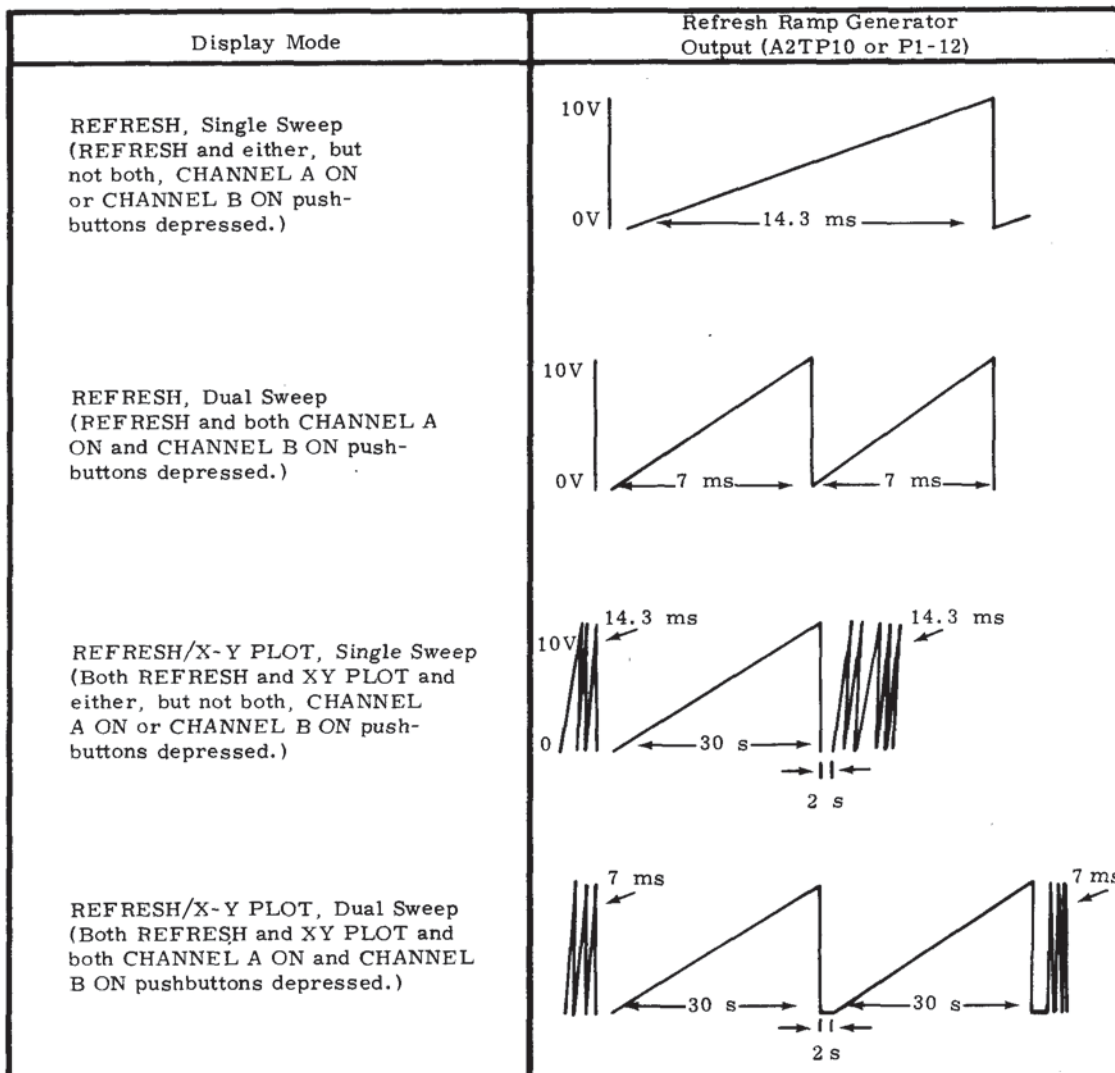 Display Mode
Refresh Ramp Generator
Output (A2TP10 or P1-12)
REFRESH, Single Sweep
(REFRESH and either, but
not both, CHANNEL A ON
or CHANNEL B ON push-
buttons depressed.)
10V
0V
14.3 ms
REFRESH, Dual Sweep
(REFRESH and both CHANNEL A
ON and CHANNEL B ON push-
buttons depressed.)
10V
0V
7 ms
7 ms
REFRESH/X-Y PLOT, Single Sweep
(Both REFRESH and XY PLOT and
either, but not both, CHANNEL
A ON or CHANNEL B ON push-
buttons depressed.)
14.3 ms
14.3 ms
10V
0
30 s
2 s
REFRESH/X-Y PLOT, Dual Sweep
(Both REFRESH and XY PLOT and
both CHANNEL A ON and CHANNEL
B ON pushbuttons depressed.)
7 ms
7 ms
30 s
30 s
2 s